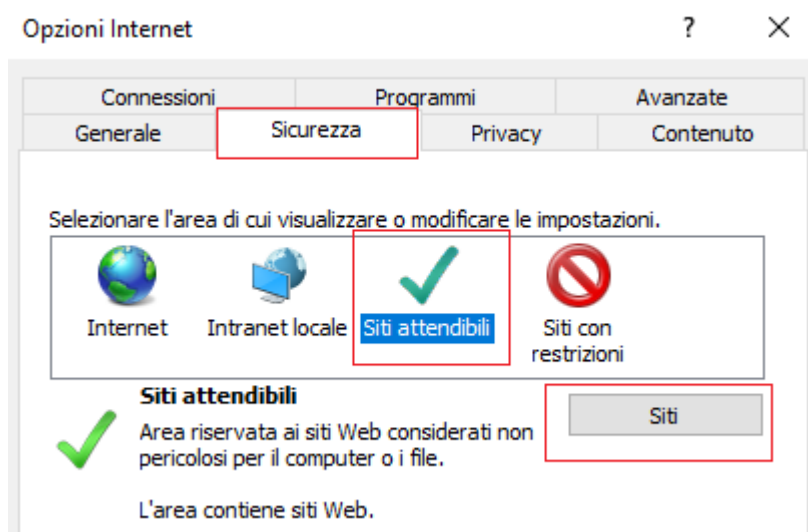 Opzioni Internet ? ×
Connessioni Programmi Avanzate
Generale Sicurezza Privacy Contenuto
Selezionare l'area di cui visualizzare o modificare le impostazioni.
Internet Intranet locale Siti attendibili Siti con
restrizioni
Siti attendibili
Siti
Area riservata ai siti Web considerati non
pericolosi per il computer o i file.
L'area contiene siti Web.